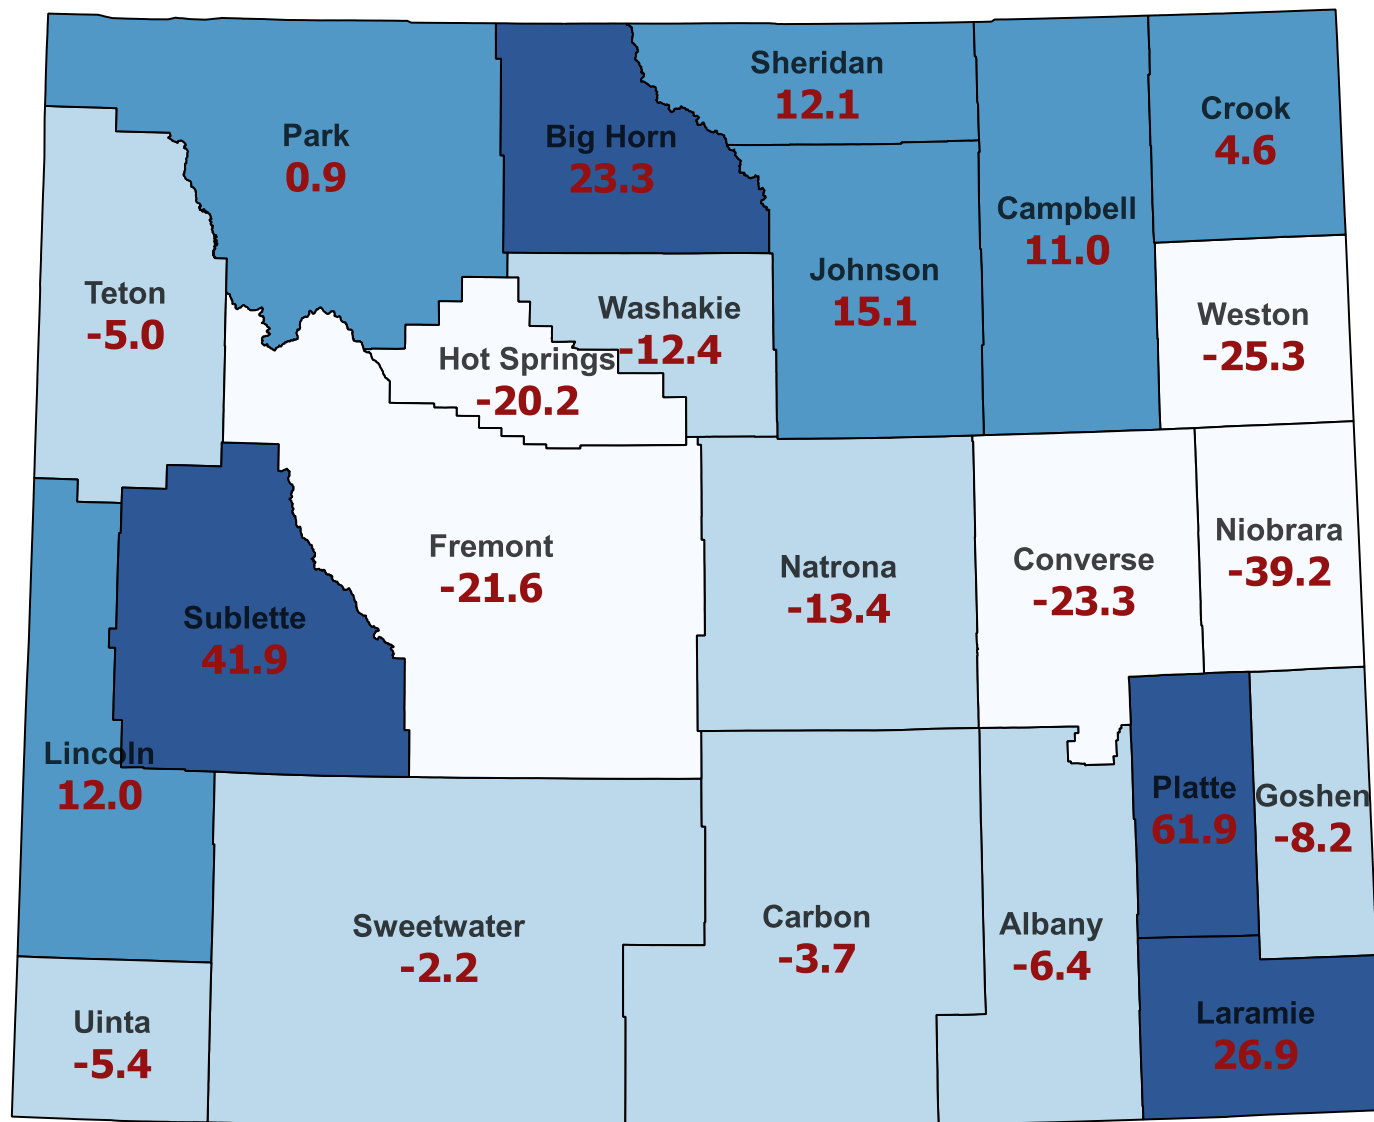 Sheridan
12.1
Crook
4.6
Park
0.9
Big Horn
23.3
Campbell
11.0
Johnson
15.1
Teton
-5.0
Washakie
-12.4
Weston
-25.3
Hot Springs
-20.2
Fremont
-21.6
Natrona
-13.4
Converse
-23.3
Niobrara
-39.2
Sublette
41.9
Lincoln
12.0
Platte
61.9
Goshen
-8.2
Sweetwater
-2.2
Carbon
-3.7
Albany
-6.4
Uinta
-5.4
Laramie
26.9